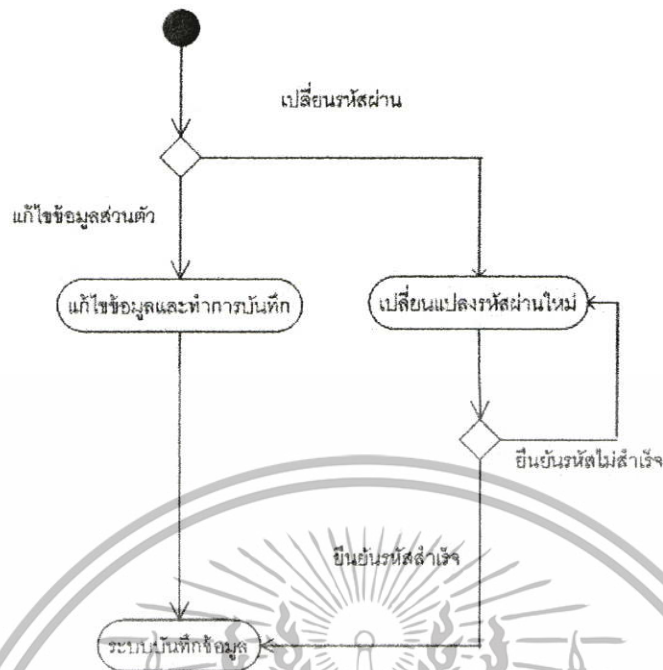 เปลี่ยนรหัสผ่าน
แก้ไขข้อมูลส่วนตัว
แก้ไขข้อมูลและทำการบันทึก
เปลี่ยนแปลงรหัสผ่านใหม่
ยืนยันรหัสไม่สำเร็จ
ยืนยันรหัสสำเร็จ
ระบบบันทึกข้อมูล